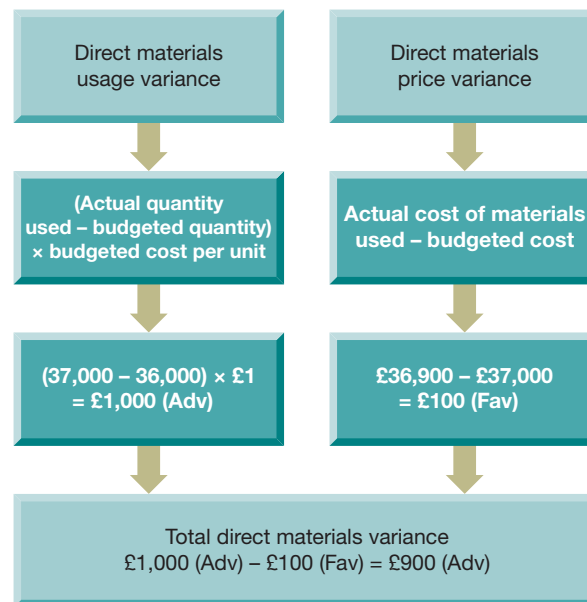 Direct materials
usage variance
Direct materials
price variance
(Actual quantity
used – budgeted quantity)
× budgeted cost per unit
Actual cost of materials
used – budgeted cost
(37,000 – 36,000) × £1
= £1,000 (Adv)
£36,900 – £37,000
= £100 (Fav)
Total direct materials variance
£1,000 (Adv) – £100 (Fav) = £900 (Adv)